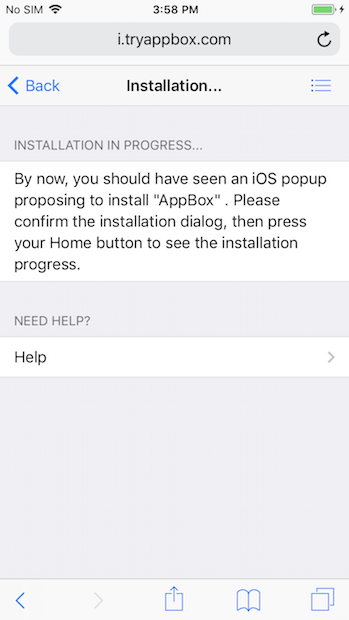 No SIM 3:58 PM
i.tryappbox.com
Back Installation...
INSTALLATION IN PROGRESS...
By now, you should have seen an iOS popup
proposing to install "AppBox" . Please
confirm the installation dialog, then press
your Home button to see the installation
progress.
NEED HELP?
Help